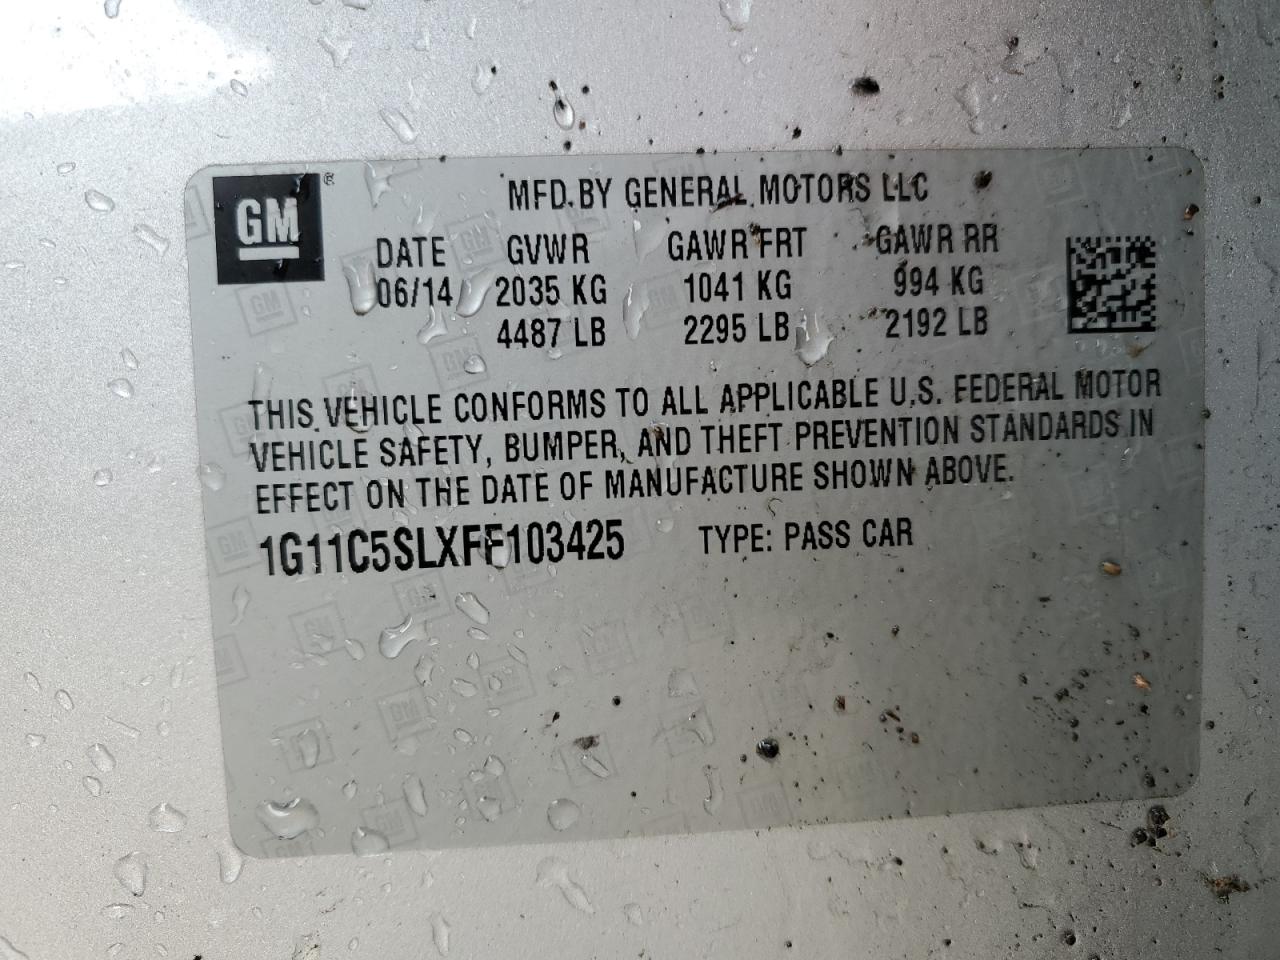 GM®
MFD. BY GENERAL MOTORS LLC
DATE GVWR GAWR FRT GAWR RR
06/14 2035 KG 1041 KG 994 KG
4487 LB 2295 LB 2192 LB
THIS VEHICLE CONFORMS TO ALL APPLICABLE U.S. FEDERAL MOTOR
VEHICLE SAFETY, BUMPER, AND THEFT PREVENTION STANDARDS IN
EFFECT ON THE DATE OF MANUFACTURE SHOWN ABOVE.
1G11C5SLXFF103425 TYPE: PASS CAR